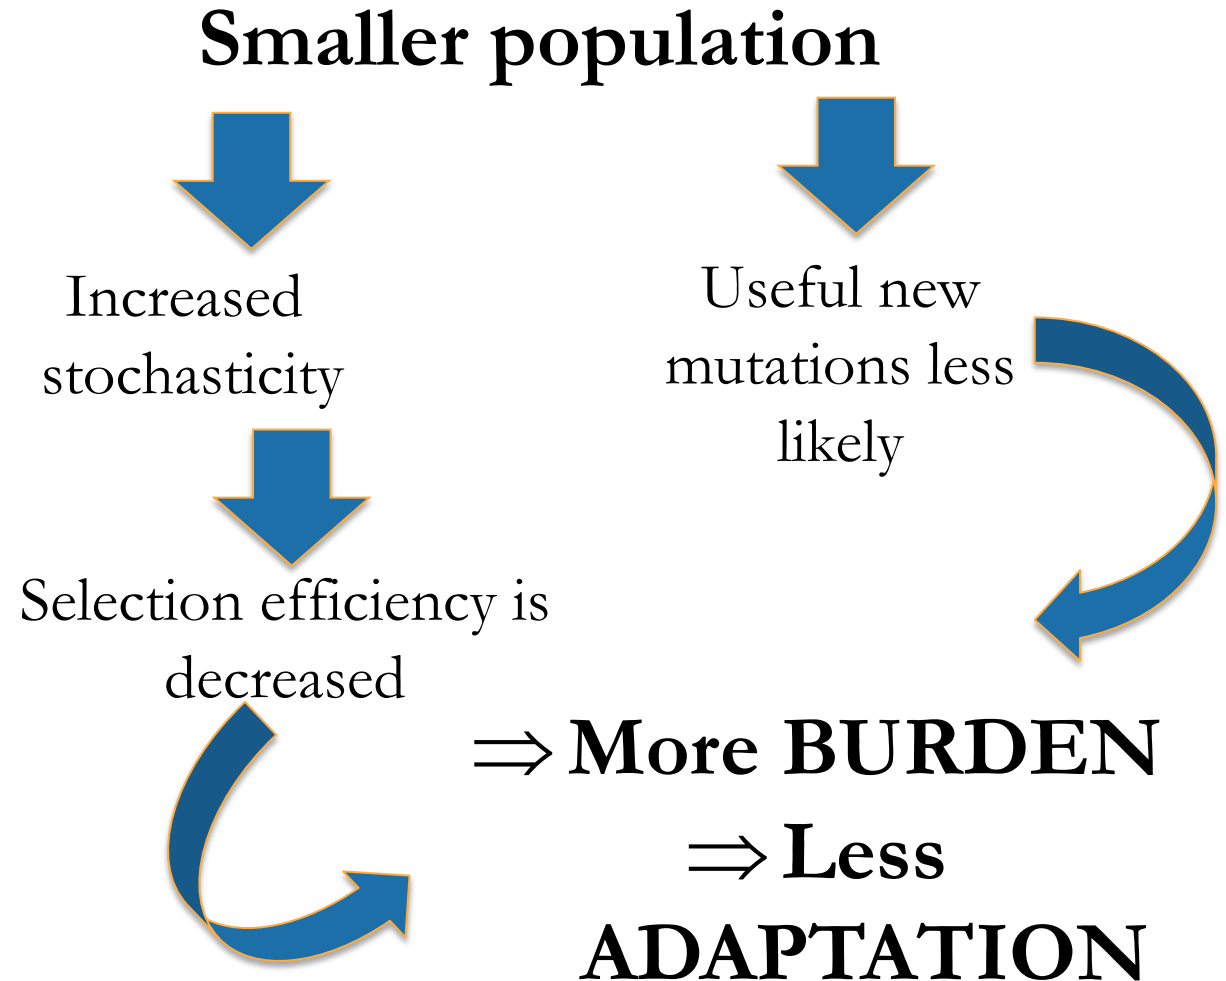 Smaller population
Increased
stochasticity
Selection efficiency is
decreased
Useful new
mutations less
likely
⇒ More BURDEN
⇒ Less
ADAPTATION